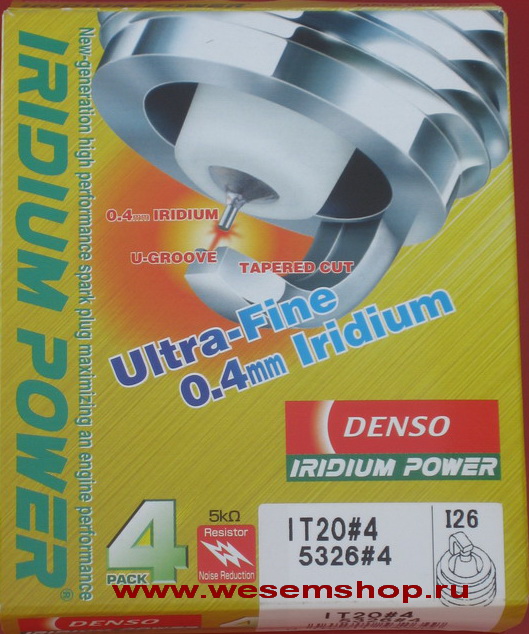 IRIDIUM POWER®
New-generation high performance spark plug maximizing an engine performance
0.4mm IRIDIUM
U-GROOVE
TAPERED CUT
Ultra-Fine
0.4mm Iridium
DENSO
IRIDIUM POWER
4
PACK
5kΩ
Resistor
Noise Reduction
IT20#4
5326#4
I26
www.wesemshop.ru
IT20#4
5326#4